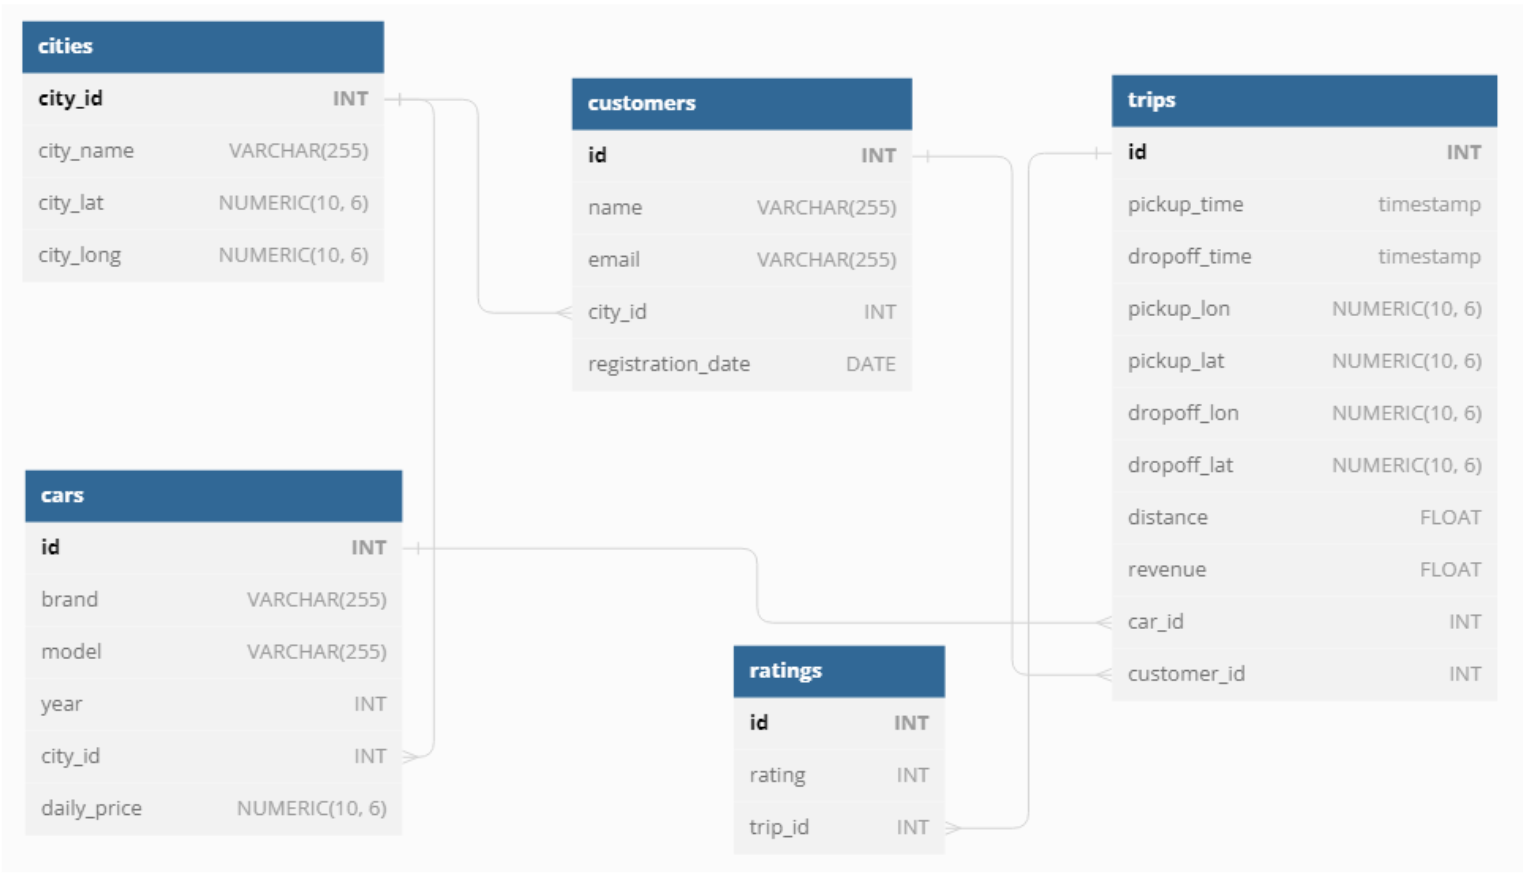 cities
city_id INT
city_name VARCHAR(255)
city_lat NUMERIC(10, 6)
city_long NUMERIC(10, 6)
customers
id INT
name VARCHAR(255)
email VARCHAR(255)
city_id INT
registration_date DATE
trips
id INT
pickup_time timestamp
dropoff_time timestamp
pickup_lon NUMERIC(10, 6)
pickup_lat NUMERIC(10, 6)
dropoff_lon NUMERIC(10, 6)
dropoff_lat NUMERIC(10, 6)
distance FLOAT
revenue FLOAT
car_id INT
customer_id INT
cars
id INT
brand VARCHAR(255)
model VARCHAR(255)
year INT
city_id INT
daily_price NUMERIC(10, 6)
ratings
id INT
rating INT
trip_id INT